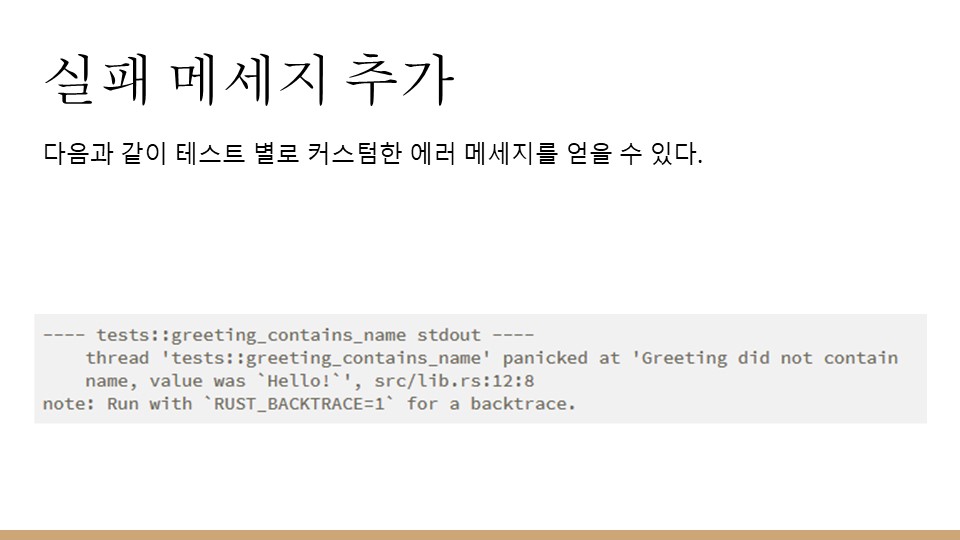 실패 메세지 추가
다음과 같이 테스트 별로 커스텀한 에러 메세지를 얻을 수 있다.
---- tests::greeting_contains_name stdout ----
thread 'tests::greeting_contains_name' panicked at 'Greeting did not contain
name, value was `Hello!`', src/lib.rs:12:8
note: Run with `RUST_BACKTRACE=1` for a backtrace.